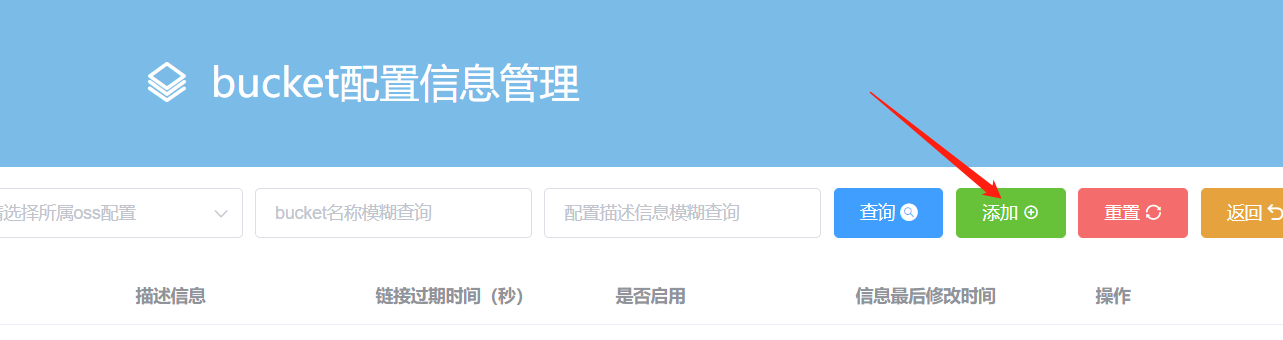 bucket配置信息管理
请选择所属oss配置 bucket名称模糊查询 配置描述信息模糊查询 查询 添加 重置 返回
描述信息 链接过期时间（秒） 是否启用 信息最后修改时间 操作